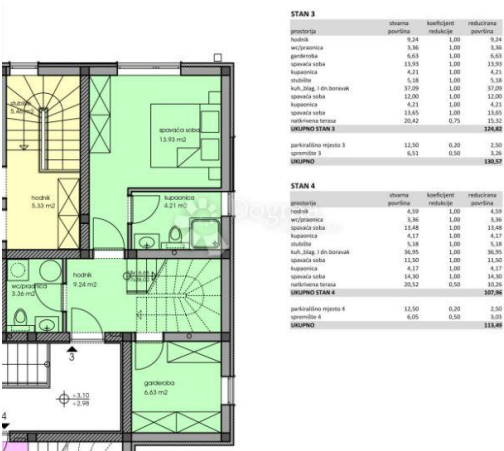 STAN 3
stvarna koeficijent reducirana
prostorija površina redukcije površina
hodnik 9,24 1,00 9,24
wc/praonica 3,36 1,00 3,36
garderoba 6,63 1,00 6,63
spavaća soba 13,93 1,00 13,93
kupaonica 4,21 1,00 4,21
stubište 5,18 1,00 5,18
kuh.,blag. i dn.boravak 37,09 1,00 37,09
spavaća soba 12,00 1,00 12,00
kupaonica 4,21 1,00 4,21
spavaća soba 13,65 1,00 13,65
natkrivena terasa 20,42 0,75 15,32
UKUPNO STAN 3 124,82
parkirališno mjesto 3 12,50 0,20 2,50
spremište 3 6,51 0,50 3,26
UKUPNO 130,57
STAN 4
stvarna koeficijent reducirana
prostorija površina redukcije površina
hodnik 4,59 1,00 4,59
wc/praonica 3,36 1,00 3,36
spavaća soba 13,48 1,00 13,48
kupaonica 4,17 1,00 4,17
stubište 5,18 1,00 5,18
kuh.,blag. i dn.boravak 36,95 1,00 36,95
spavaća soba 11,50 1,00 11,50
kupaonica 4,17 1,00 4,17
spavaća soba 14,30 1,00 14,30
natkrivena terasa 20,52 0,50 10,26
UKUPNO STAN 4 107,96
parkirališno mjesto 4 12,50 0,20 2,50
spremište 4 6,05 0,50 3,03
UKUPNO 113,49
spavaća soba
13.93 m2
kupaonica
4.21 m2
hodnik
5.33 m2
hodnik
9.24 m2
wc/praonica
3.36 m2
garderoba
6.63 m2
3
+3.10
+2.98
4